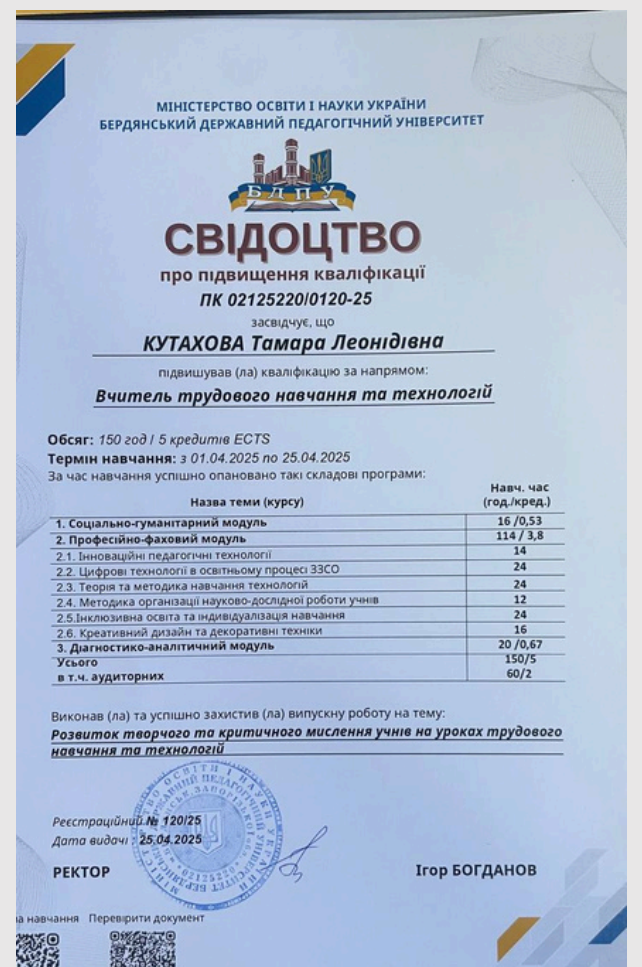 МІНІСТЕРСТВО ОСВІТИ І НАУКИ УКРАЇНИ
БЕРДЯНСЬКИЙ ДЕРЖАВНИЙ ПЕДАГОГІЧНИЙ УНІВЕРСИТЕТ
БДПУ
СВІДОЦТВО
про підвищення кваліфікації
ПК 02125220/0120-25
засвідчує, що
КУТАХОВА Тамара Леонідівна
підвищував (ла) кваліфікацію за напрямом:
Вчитель трудового навчання та технологій
Обсяг: 150 год / 5 кредитів ECTS
Термін навчання: з 01.04.2025 по 25.04.2025
За час навчання успішно опановано такі складові програми:
Назва теми (курсу) Навч. час (год./кред.)
1. Соціально-гуманітарний модуль 16 /0,53
2. Професійно-фаховий модуль 114 / 3,8
2.1. Інноваційні педагогічні технології 14
2.2. Цифрові технології в освітньому процесі ЗЗСО 24
2.3. Теорія та методика навчання технологій 24
2.4. Методика організації науково-дослідної роботи учнів 12
2.5.Інклюзивна освіта та індивідуалізація навчання 24
2.6. Креативний дизайн та декоративні техніки 16
3. Діагностико-аналітичний модуль 20 /0,67
Усього 150/5
в т.ч. аудиторних 60/2
Виконав (ла) та успішно захистив (ла) випускну роботу на тему:
Розвиток творчого та критичного мислення учнів на уроках трудового
навчання та технологій
Реєстраційний № 120/25
Дата видачі 25.04.2025
РЕКТОР Ігор БОГДАНОВ
02125220
навчання Перевірити документ